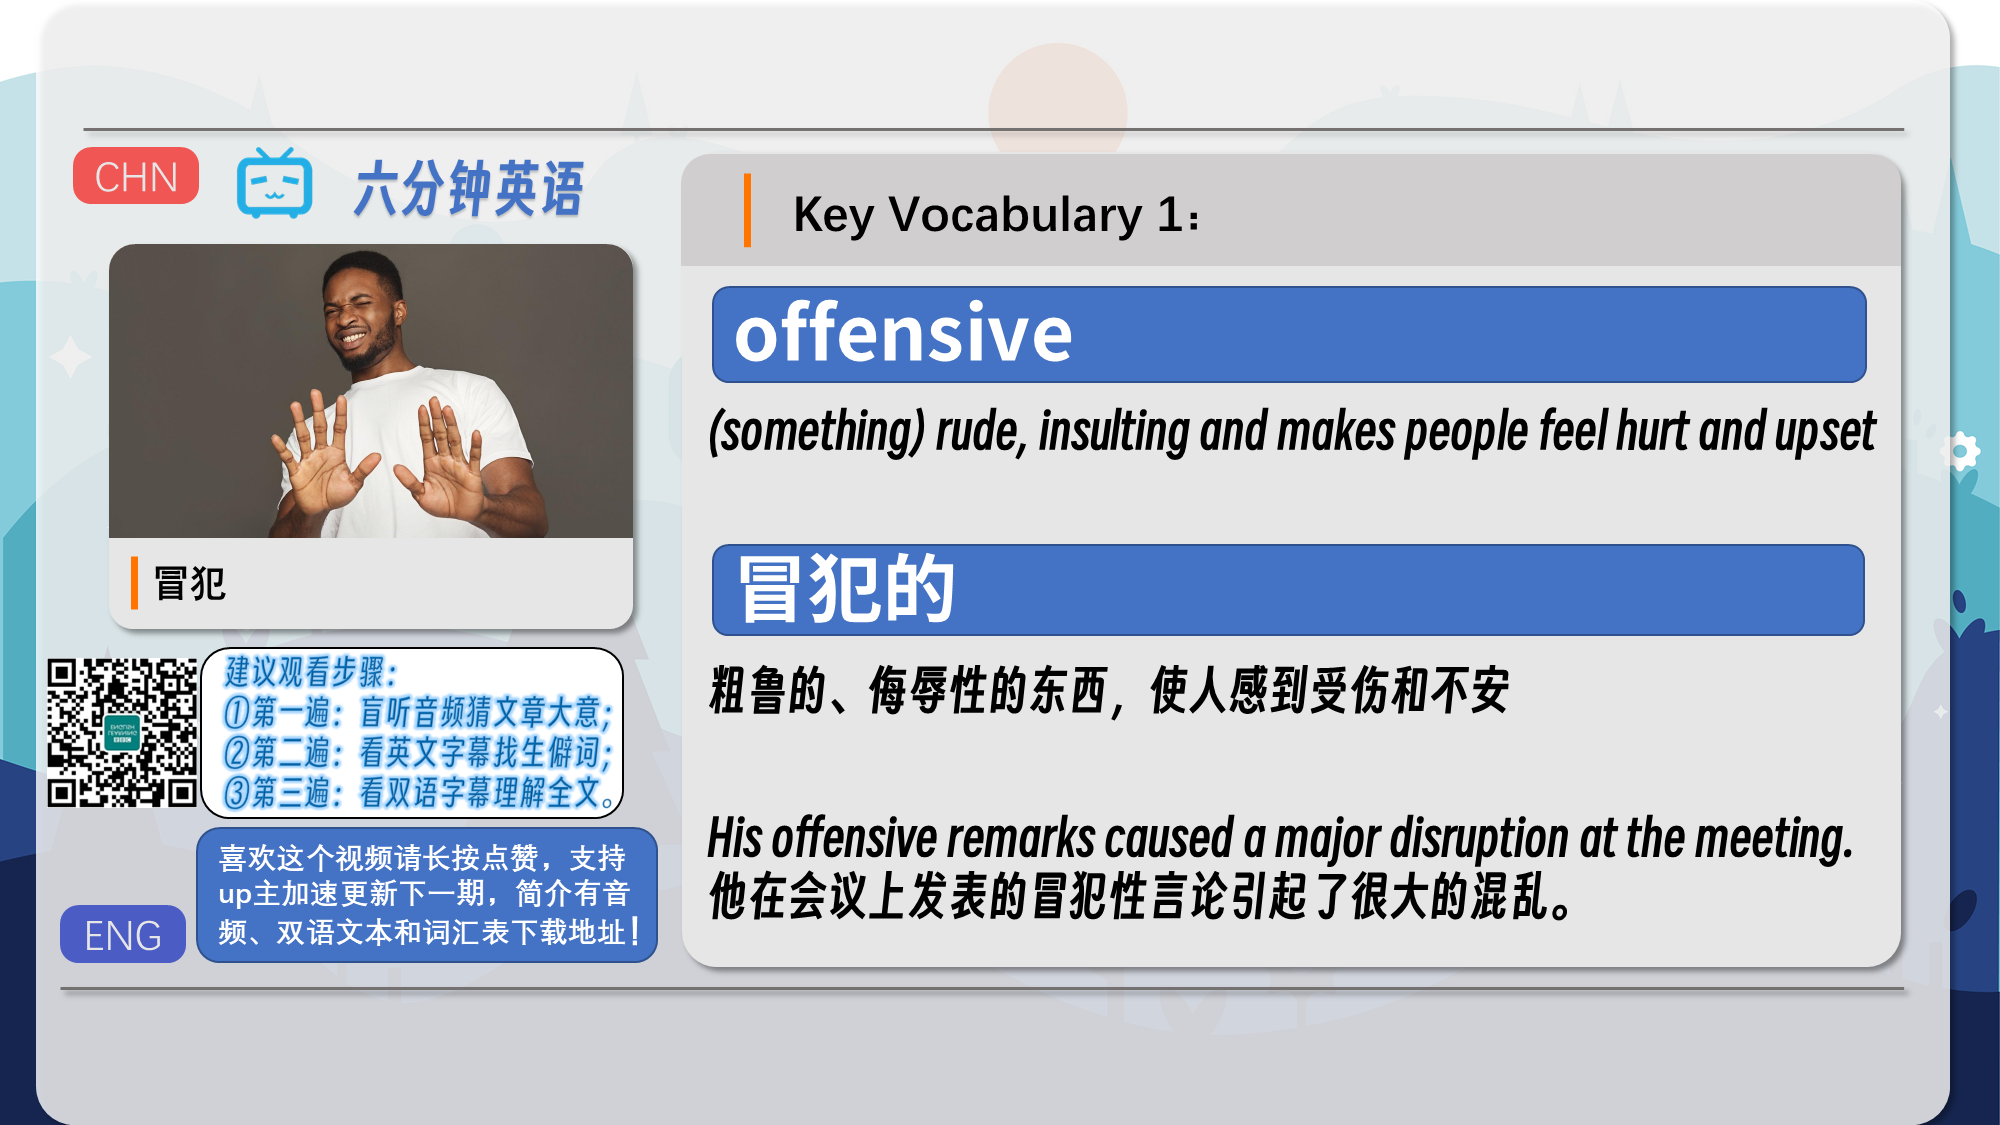 CHN
六分钟英语
冒犯
建议观看步骤：
①第一遍：盲听音频猜文章大意；
②第二遍：看英文字幕找生僻词；
③第三遍：看双语字幕理解全文。
喜欢这个视频请长按点赞，支持
up主加速更新下一期，简介有音
频、双语文本和词汇表下载地址！
ENG
Key Vocabulary 1:
offensive
(something) rude, insulting and makes people feel hurt and upset
冒犯的
粗鲁的、侮辱性的东西，使人感到受伤和不安
His offensive remarks caused a major disruption at the meeting.
他在会议上发表的冒犯性言论引起了很大的混乱。